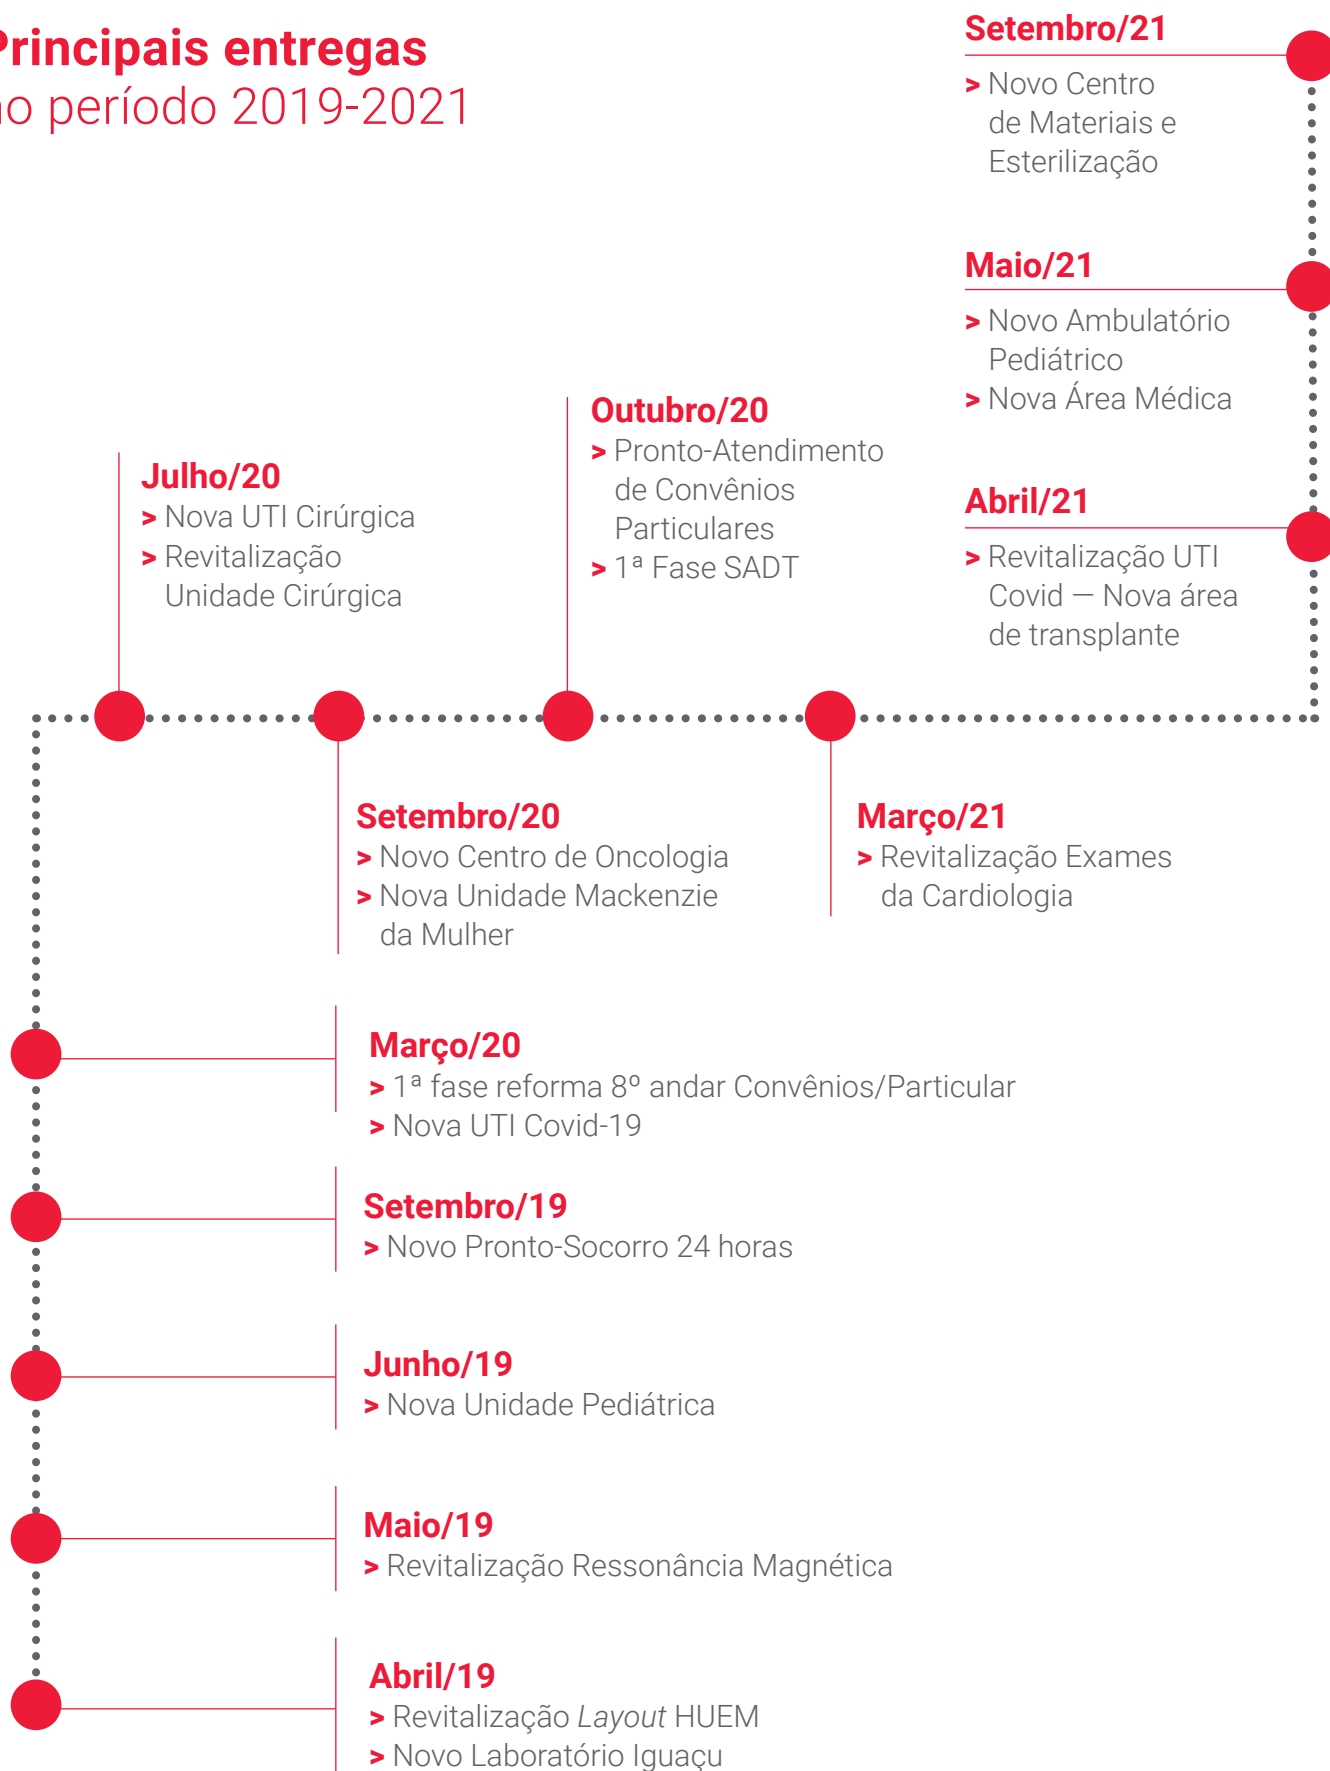 Principais entregas
no período 2019-2021
Setembro/21
> Novo Centro
de Materiais e
Esterilização
Maio/21
> Novo Ambulatório
Pediátrico
> Nova Área Médica
Abril/21
> Revitalização UTI
Covid — Nova área
de transplante
Outubro/20
> Pronto-Atendimento
de Convênios
Particulares
> 1ª Fase SADT
Julho/20
> Nova UTI Cirúrgica
> Revitalização
Unidade Cirúrgica
Setembro/20
> Novo Centro de Oncologia
> Nova Unidade Mackenzie
da Mulher
Março/21
> Revitalização Exames
da Cardiologia
Março/20
> 1ª fase reforma 8º andar Convênios/Particular
> Nova UTI Covid-19
Setembro/19
> Novo Pronto-Socorro 24 horas
Junho/19
> Nova Unidade Pediátrica
Maio/19
> Revitalização Ressonância Magnética
Abril/19
> Revitalização Layout HUEM
> Novo Laboratório Iguaçu